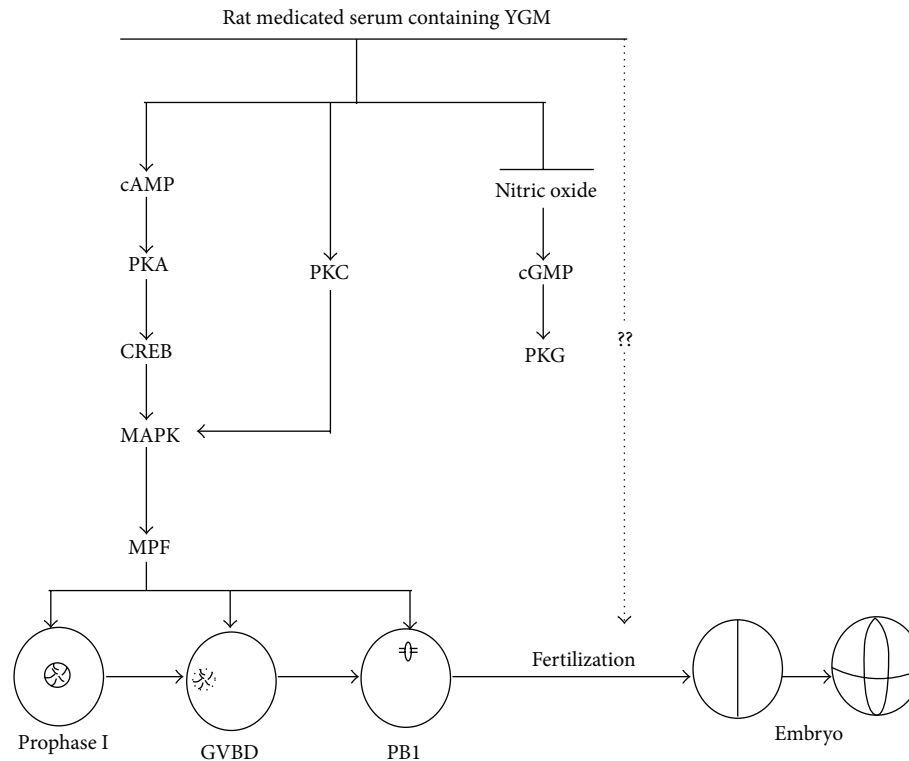 Rat medicated serum containing YGM
cAMP
Nitric oxide
PKA
PKC
cGMP
CREB
??
PKG
MAPK
MPF
Fertilization
Prophase I
GVBD
PB1
Embryo